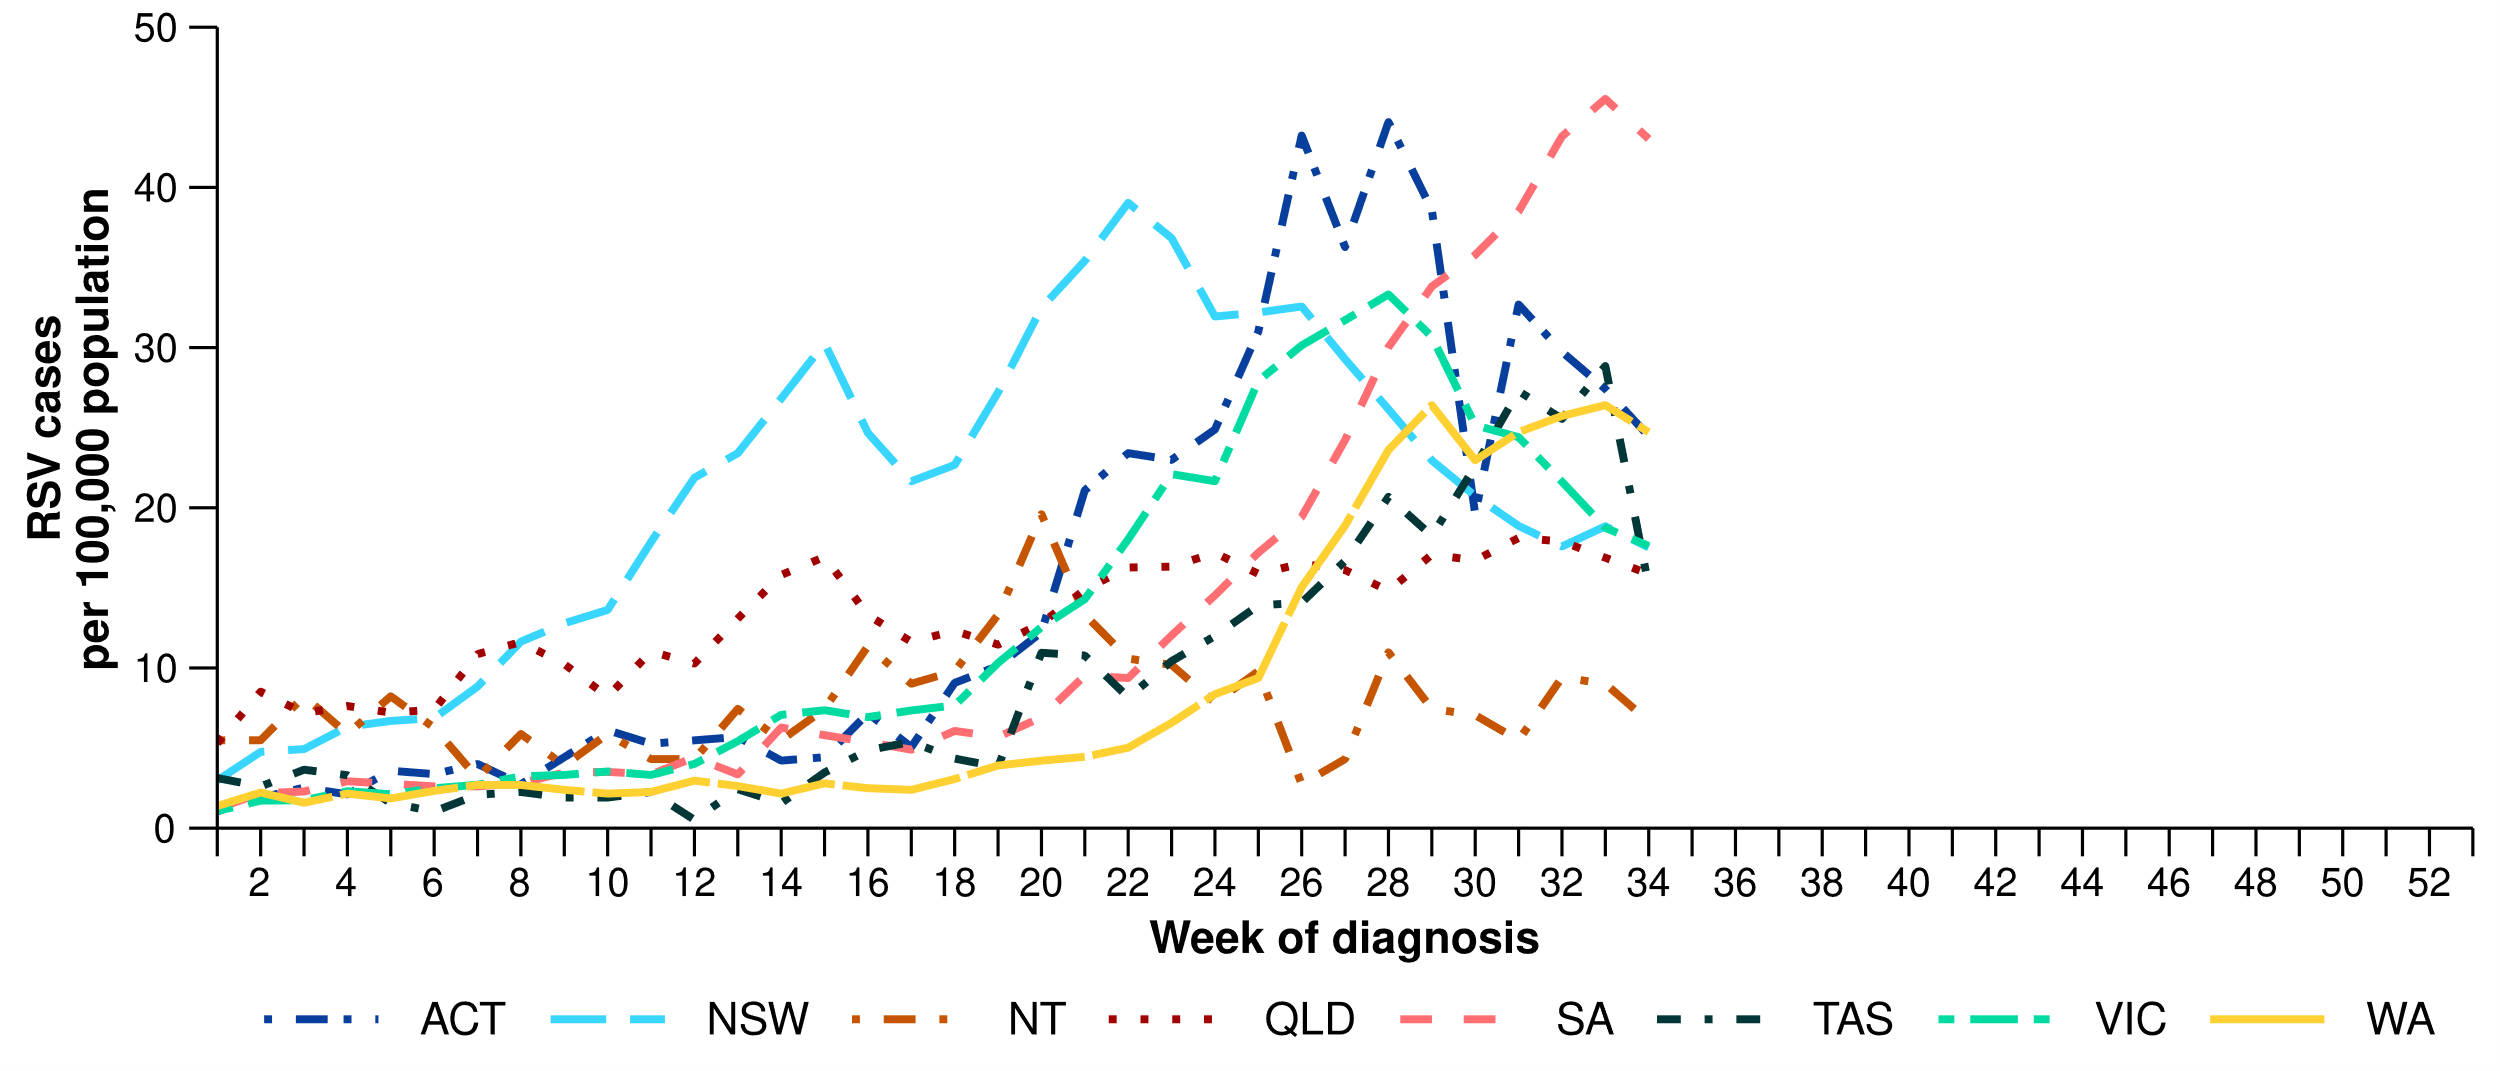 50
40
30
20
10
0
RSV cases
per 100,000 population
2 4 6 8 10 12 14 16 18 20 22 24 26 28 30 32 34 36 38 40 42 44 46 48 50 52
Week of diagnosis
ACT NSW NT QLD SA TAS VIC WA